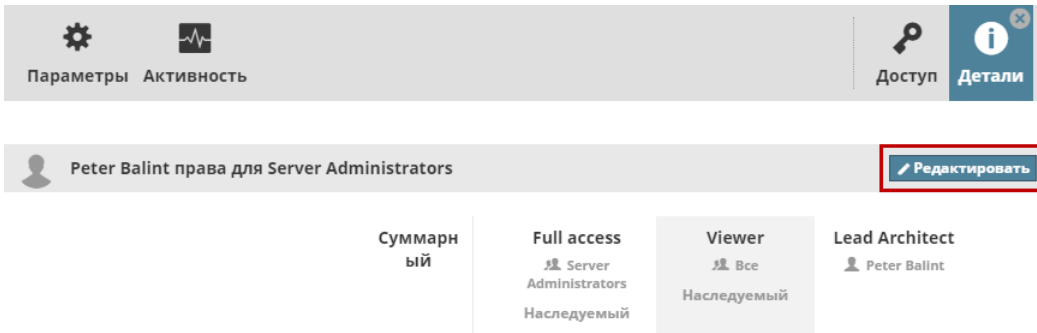 Параметры Активность Доступ Детали
Peter Balint права для Server Administrators Редактировать
Суммарн Full access Viewer Lead Architect
ый Server Все Peter Balint
Administrators Наследуемый
Наследуемый